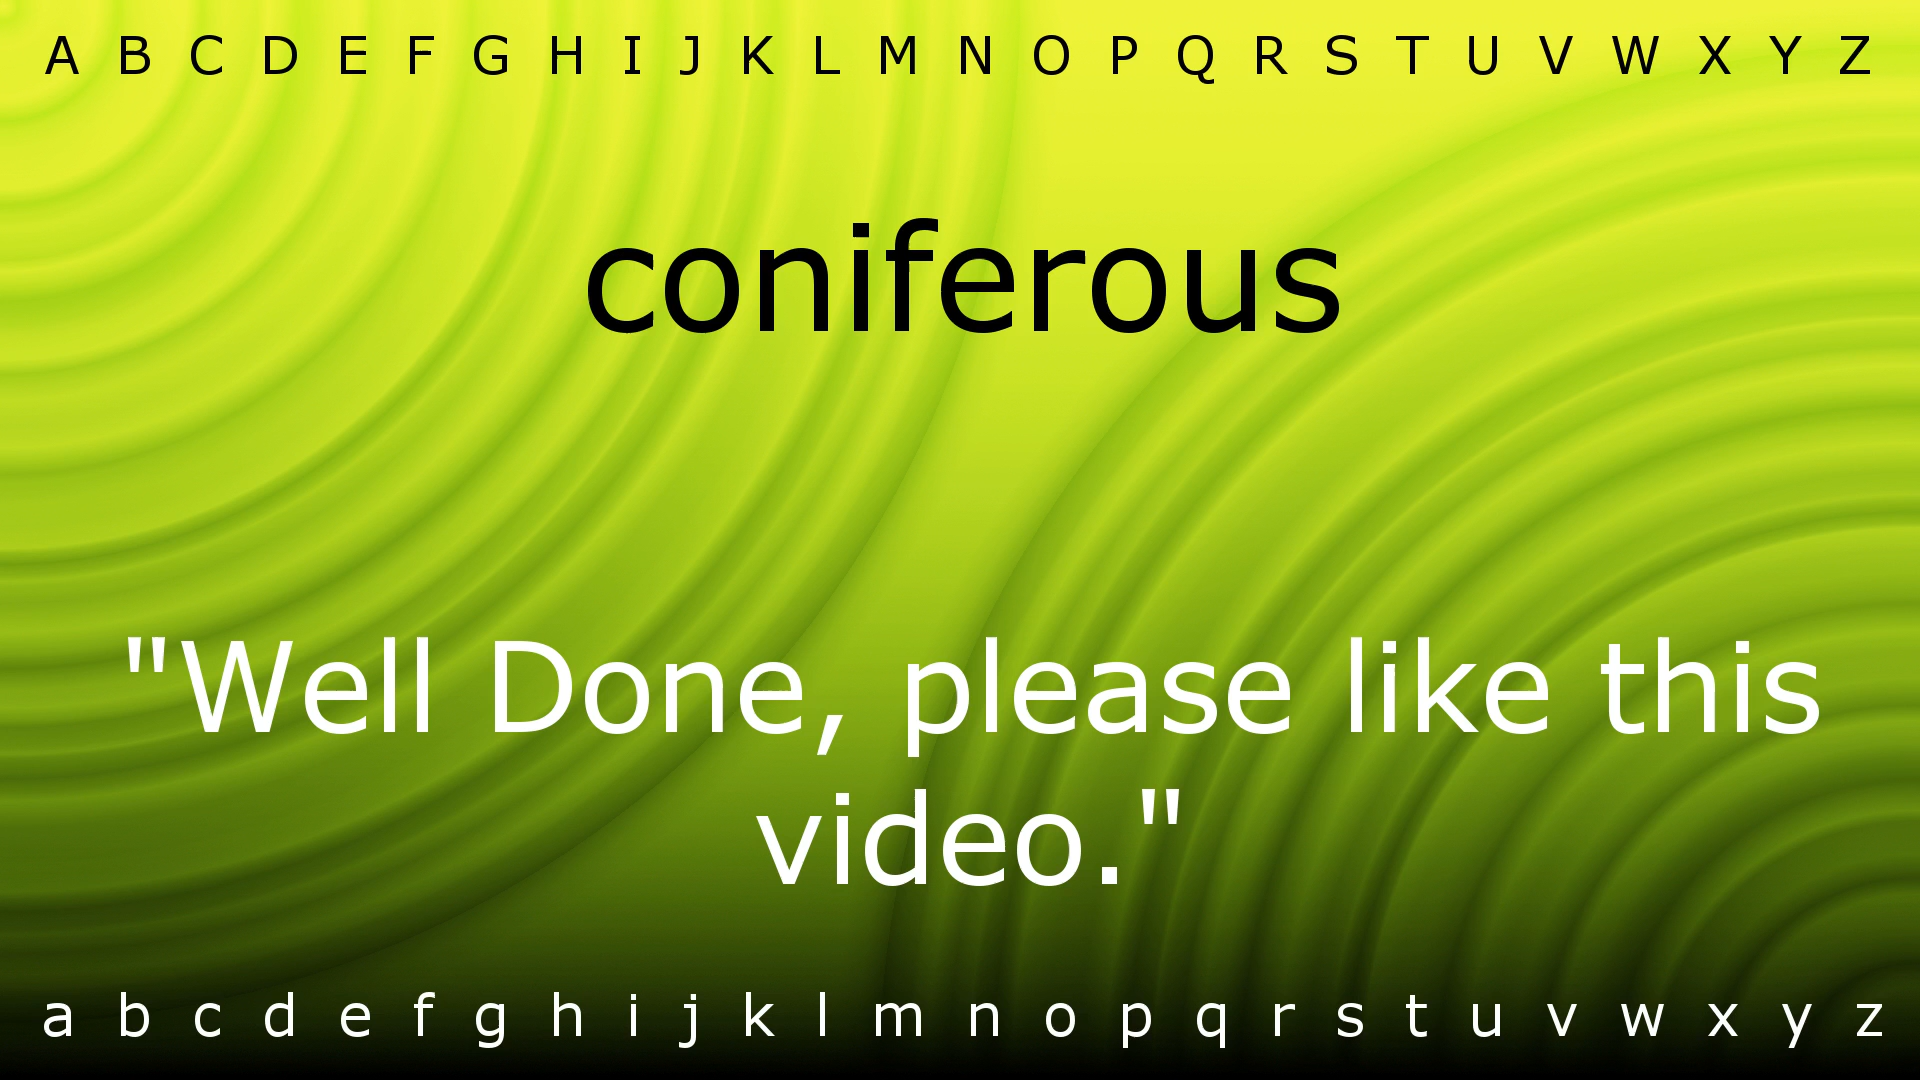 A B C D E F G H I J K L M N O P Q R S T U V W X Y Z
coniferous
"Well Done, please like this
video."
a b c d e f g h i j k l m n o p q r s t u v w x y z